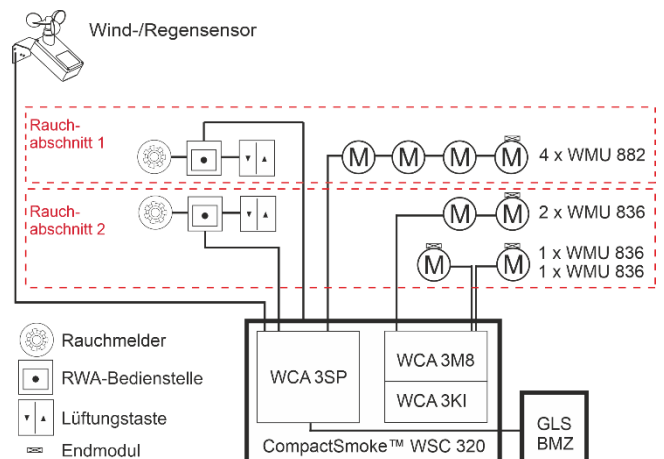 Wind-/Regensensor
Rauch-
abschnitt 1
M M M M 4 x WMU 882
Rauch-
abschnitt 2
M M 2 x WMU 836
M M 1 x WMU 836
1 x WMU 836
Rauchmelder
RWA-Bedienstelle
Lüftungstaste
Endmodul
WCA 3SP
WCA 3M8
WCA 3KI
CompactSmoke™ WSC 320
GLS
BMZ